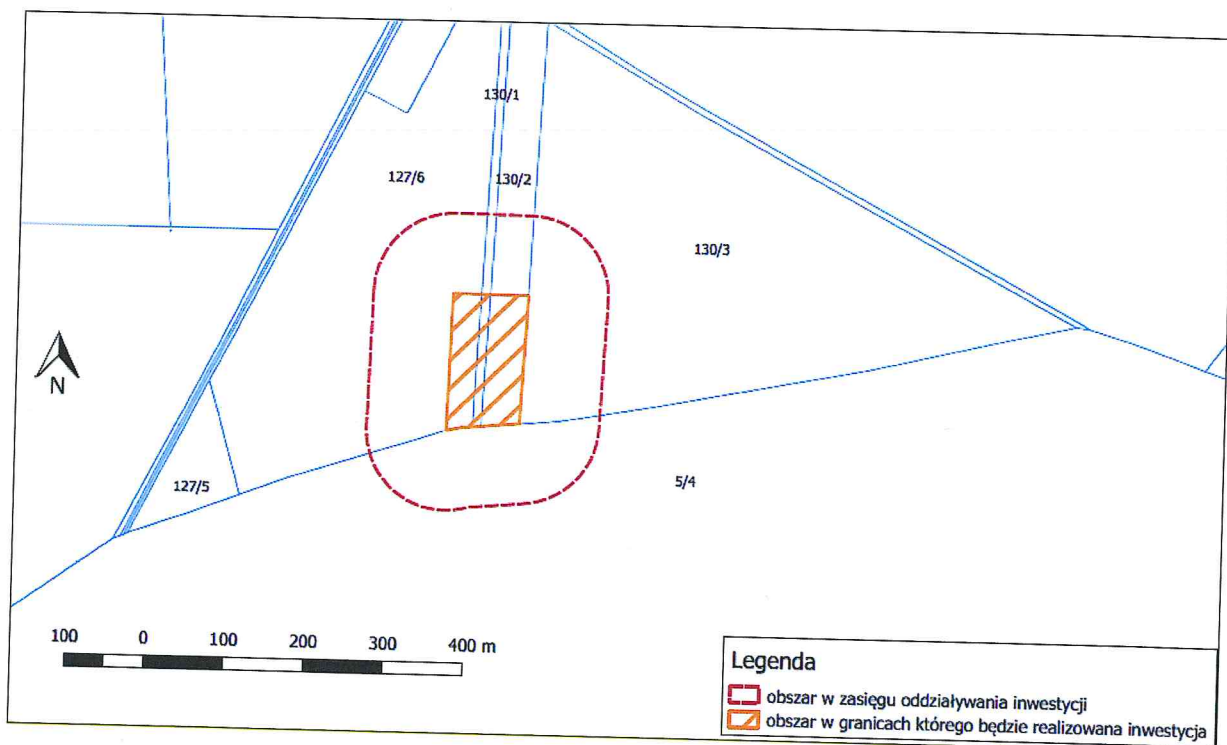 130/1
127/6
130/2
130/3
N
127/5
5/4
100 0 100 200 300 400 m
Legenda
obszar w zasięgu oddziaływania inwestycji
obszar w granicach którego będzie realizowana inwestycja